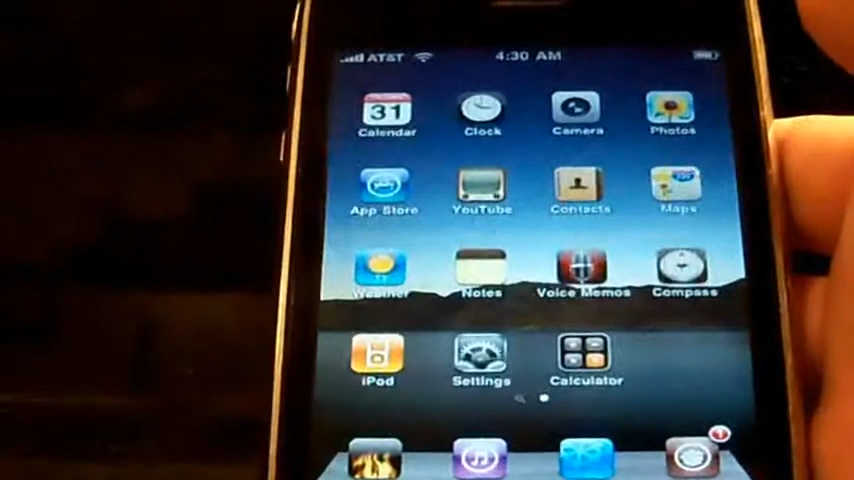 AT&T 4:30 AM
31
Calendar Clock Camera Photos
App Store YouTube Contacts Maps
Weather Notes Voice Memos Compass
iPod Settings Calculator
1